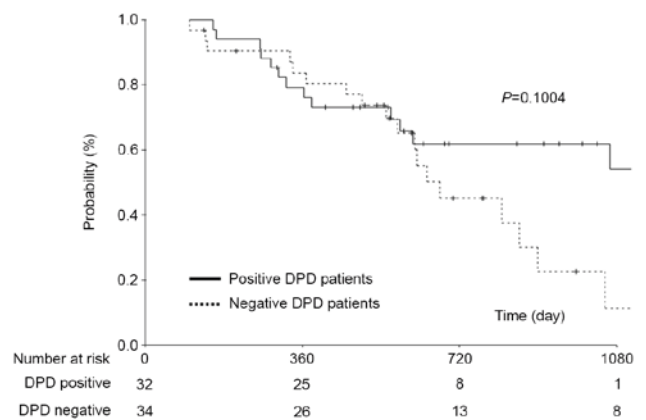 1.0
0.8
0.6
0.4
0.2
0.0
Probability (%)
P=0.1004
Positive DPD patients
Negative DPD patients
Time (day)
0 360 720 1080
Number at risk
DPD positive 32 25 8 1
DPD negative 34 26 13 8